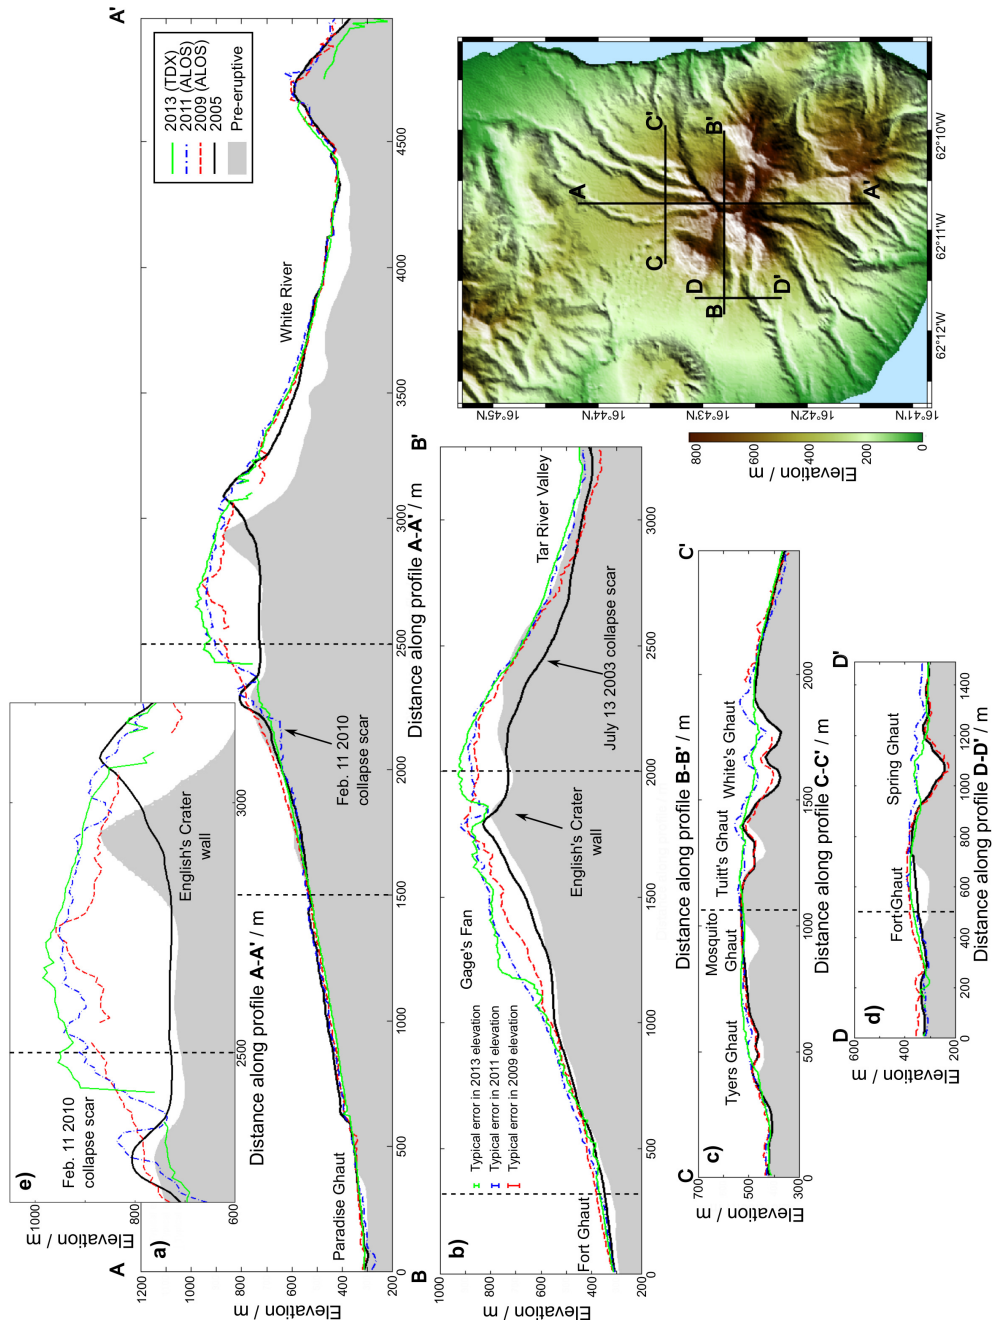 A
A'
e)
1000
800
600
Elevation / m
Feb. 11 2010
collapse scar
English's Crater
wall
2500
3000
Distance along profile A-A' / m
2013 (TDX)
2011 (ALOS)
2009 (ALOS)
2005
Pre-eruptive
a)
1200
1000
800
600
400
200
Elevation / m
Paradise Ghaut
Feb. 11 2010
collapse scar
White River
0
500
1000
1500
2000
2500
3000
3500
4000
4500
Distance along profile A-A' / m
B
B'
b)
1000
800
600
400
200
Elevation / m
Fort Ghaut
Typical error in 2013 elevation
Typical error in 2011 elevation
Typical error in 2009 elevation
Gage's Fan
English's Crater
wall
July 13 2003 collapse scar
Tar River Valley
0
500
1000
1500
2000
2500
3000
Distance along profile B-B' / m
C
C'
c)
700
500
300
Elevation / m
Tyers Ghaut
Mosquito
Ghaut
Tuitt's Ghaut
White's Ghaut
0
500
1000
1500
2000
Distance along profile C-C' / m
D
D'
d)
600
400
200
Elevation / m
Fort Ghaut
Spring Ghaut
0
200
400
600
800
1000
1200
1400
Distance along profile D-D' / m
800
600
400
200
0
Elevation / m
16°45'N
16°44'N
16°43'N
16°42'N
16°41'N
62°12'W
62°11'W
62°10'W
A
A'
B
B'
C
C'
D
D'